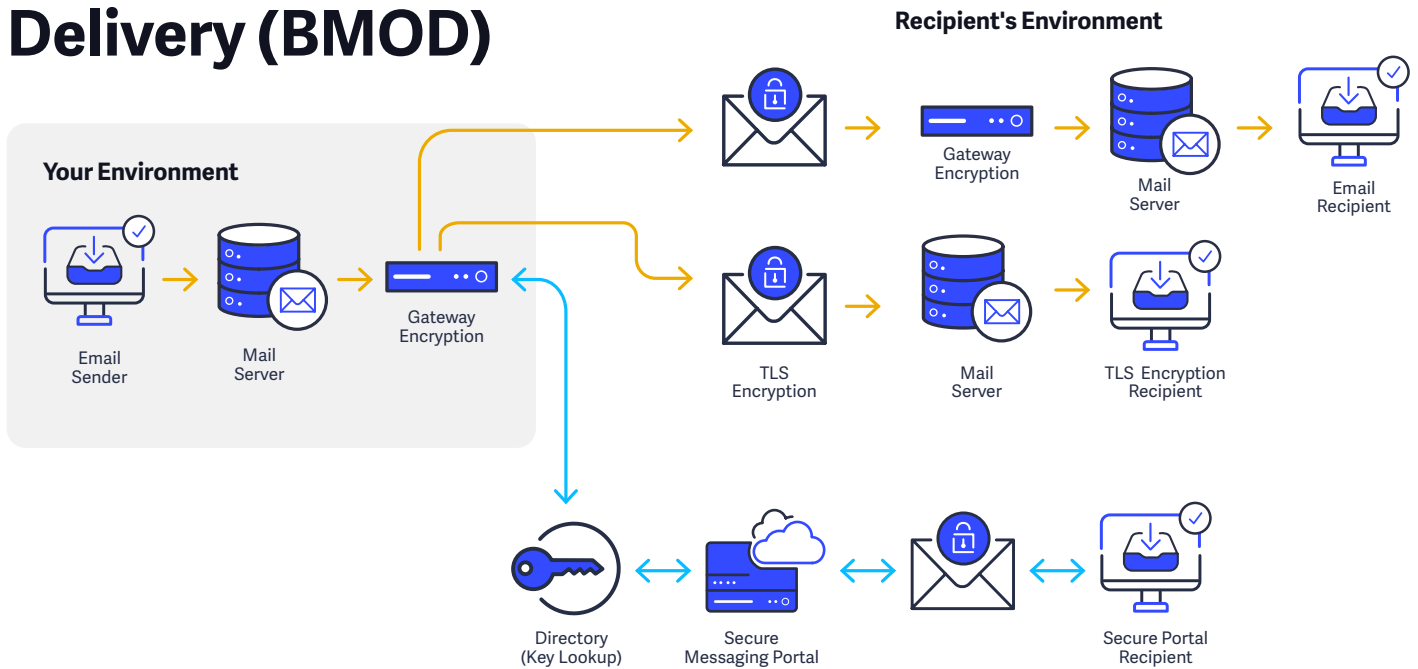 Delivery (BMOD)
Recipient's Environment
Your Environment
Gateway
Encryption
Mail
Server
Email
Recipient
Email
Sender
Mail
Server
Gateway
Encryption
TLS
Encryption
Mail
Server
TLS Encryption
Recipient
Directory
(Key Lookup)
Secure
Messaging Portal
Secure Portal
Recipient